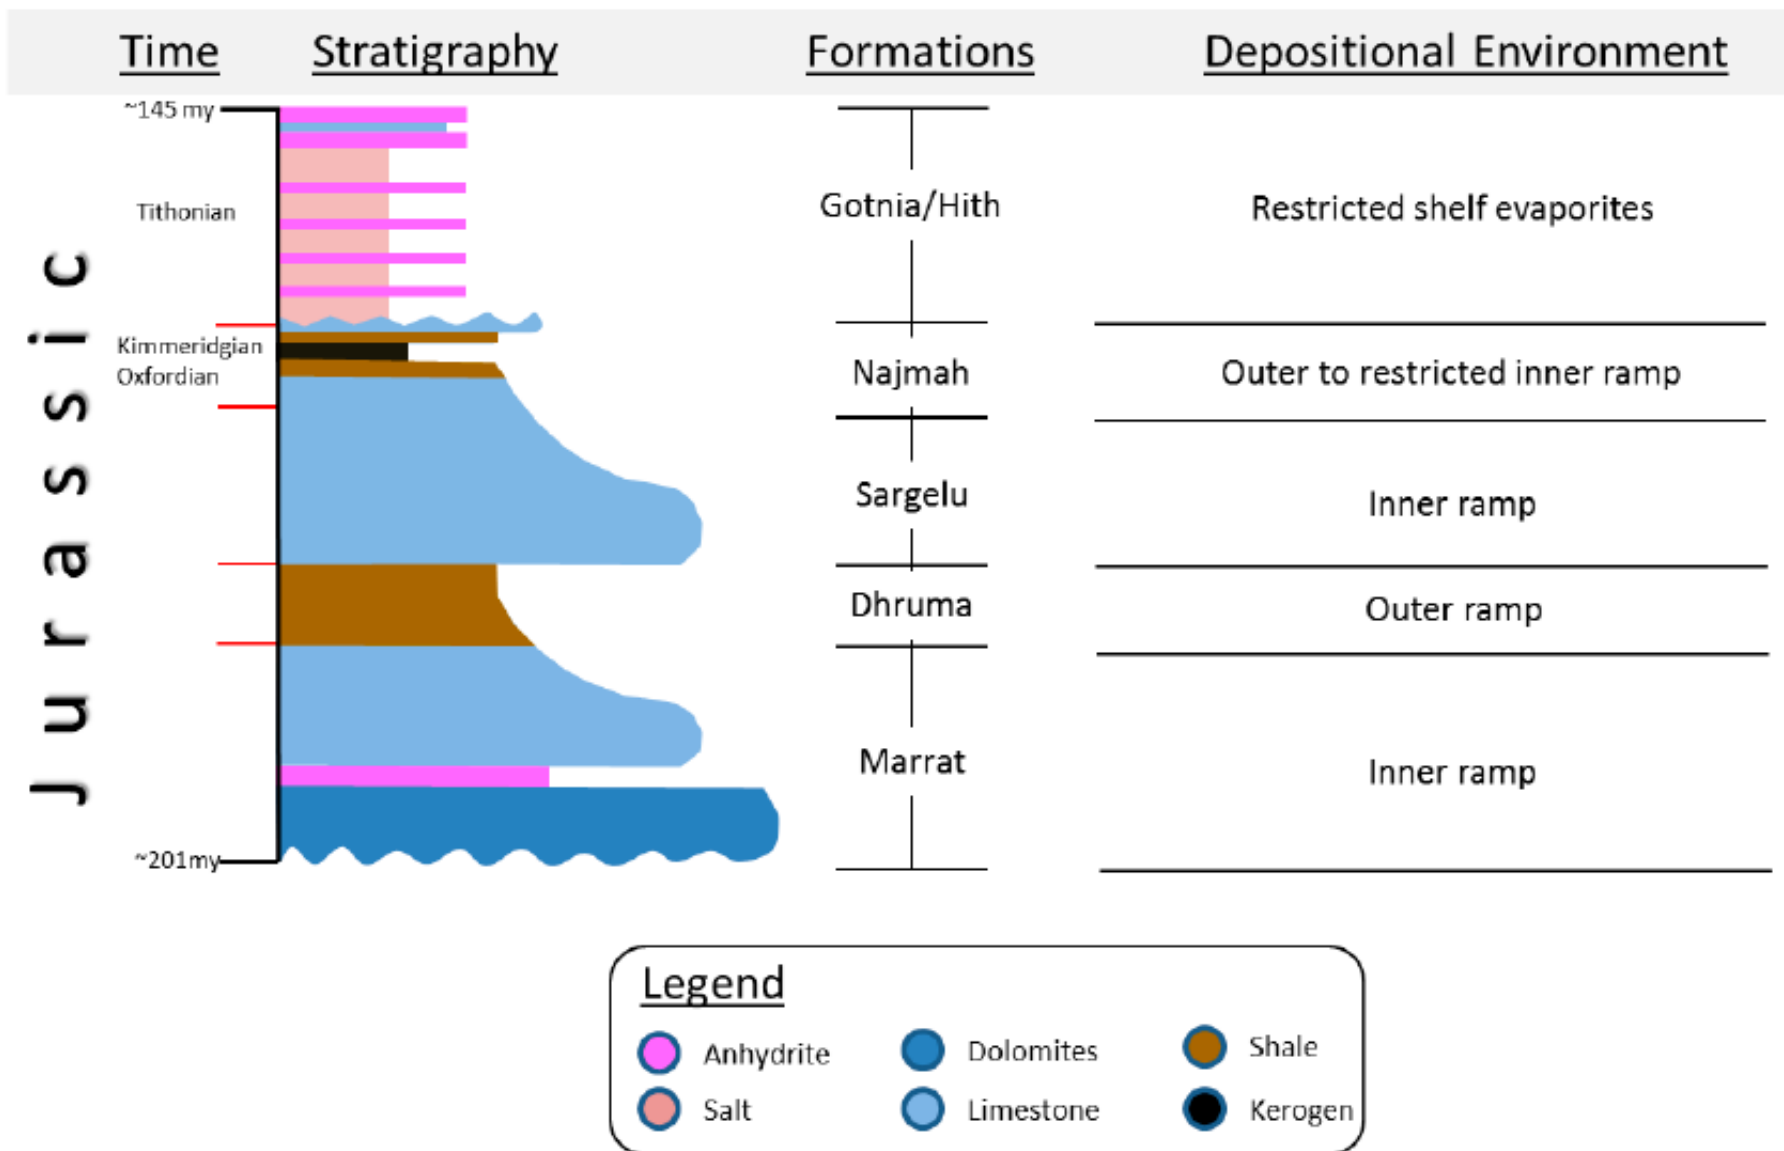 Time Stratigraphy Formations Depositional Environment
~145 my
Tithonian
Kimmeridgian
Oxfordian
~201my
Jurassic
Gotnia/Hith
Restricted shelf evaporites
Najmah
Outer to restricted inner ramp
Sargelu
Inner ramp
Dhruma
Outer ramp
Marrat
Inner ramp
Legend
Anhydrite Dolomites Shale
Salt Limestone Kerogen